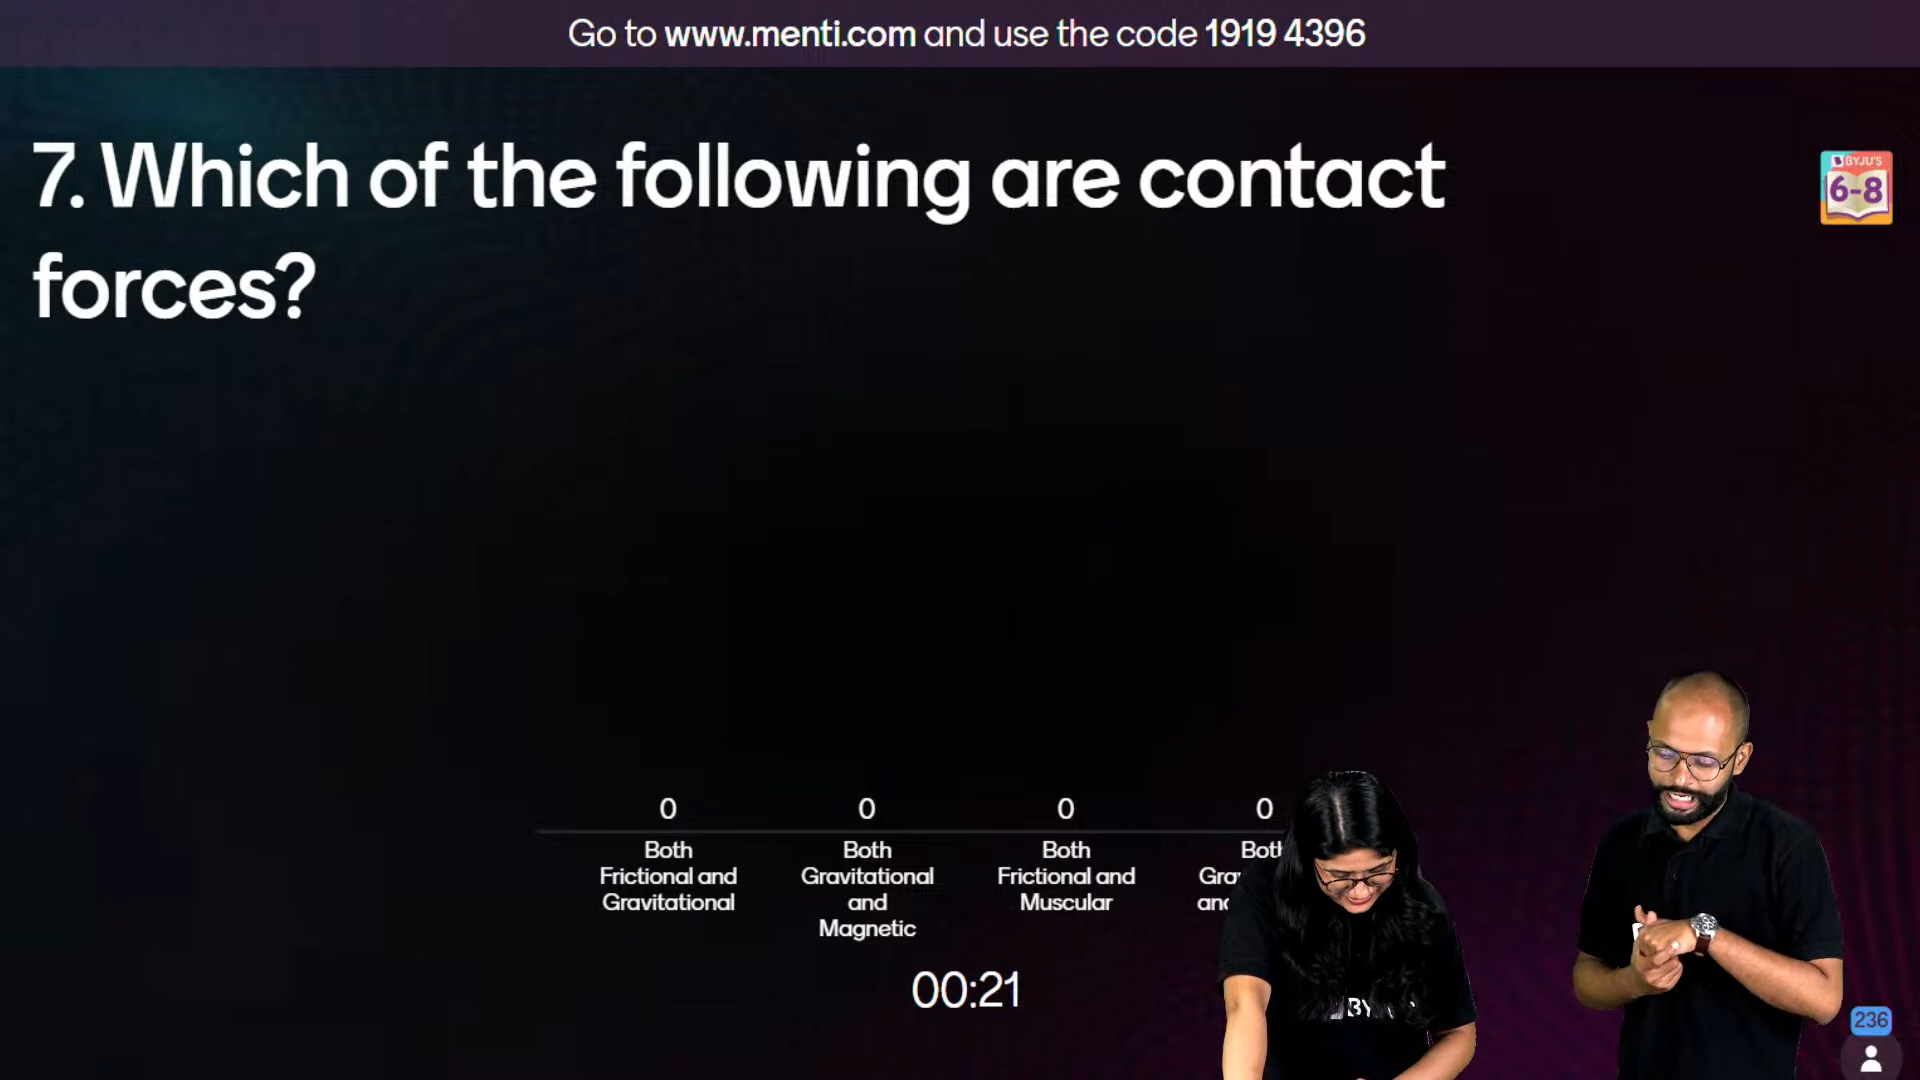 Go to www.menti.com and use the code 1919 4396
7. Which of the following are contact
forces?
BYJU'S
6-8
0
0
0
0
Both
Frictional and
Gravitational
Both
Gravitational
and
Magnetic
Both
Frictional and
Muscular
00:21
236